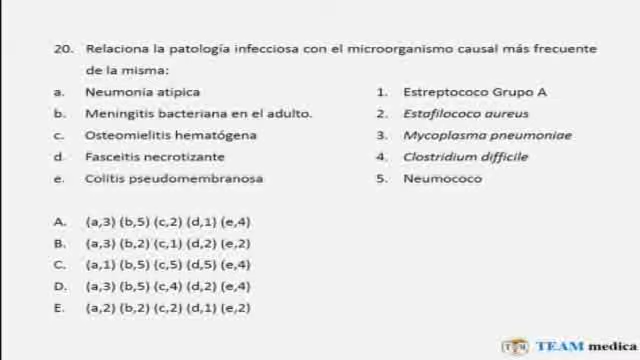 20. Relaciona la patología infecciosa con el microorganismo causal más frecuente
de la misma:
a. Neumonía atipica 1. Estreptococo Grupo A
b. Meningitis bacteriana en el adulto. 2. Estafilococo aureus
c. Osteomielitis hematógena 3. Mycoplasma pneumoniae
d. Fasceitis necrotizante 4. Clostridium difficile
e. Colitis pseudomembranosa 5. Neumococo
A. (a,3) (b,5) (c,2) (d,1) (e,4)
B. (a,3) (b,2) (c,1) (d,2) (e,2)
C. (a,1) (b,5) (c,5) (d,5) (e,4)
D. (a,3) (b,5) (c,4) (d,2) (e,4)
E. (a,2) (b,2) (c,2) (d,1) (e,2)
TEAM medica